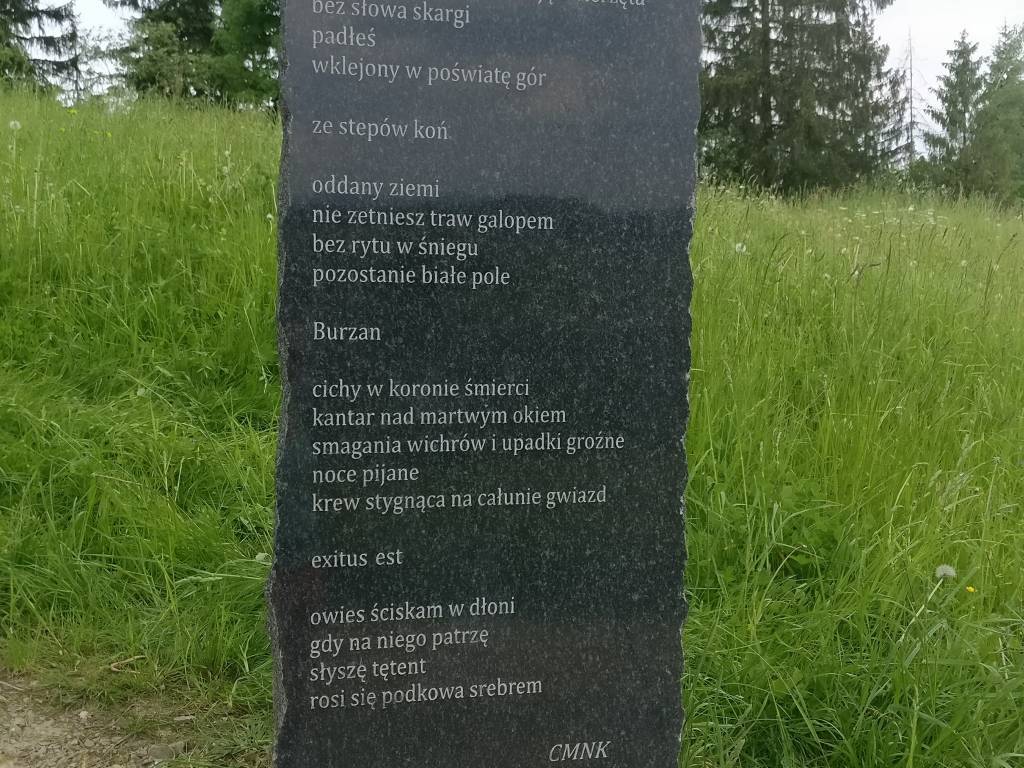 bez słowa skargi
padłeś
wklejony w poświatę gór
ze stepów koń
oddany ziemi
nie zetniesz traw galopem
bez rytu w śniegu
pozostanie białe pole
Burzan
cichy w koronie śmierci
kantar nad martwym okiem
smagania wichrów i upadki groźne
noce pijane
krew stygnąca na całunie gwiazd
exitus est
owies ściskam w dłoni
gdy na niego patrzę
słyszę tętent
rosi się podkowa srebrem
CMNK